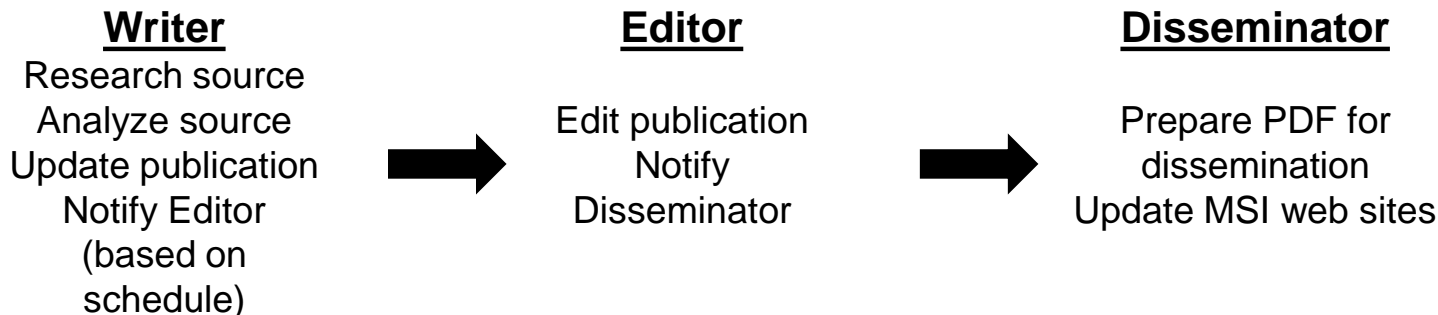 Writer
Research source
Analyze source
Update publication
Notify Editor
(based on
schedule)
Editor
Edit publication
Notify
Disseminator
Disseminator
Prepare PDF for
dissemination
Update MSI web sites